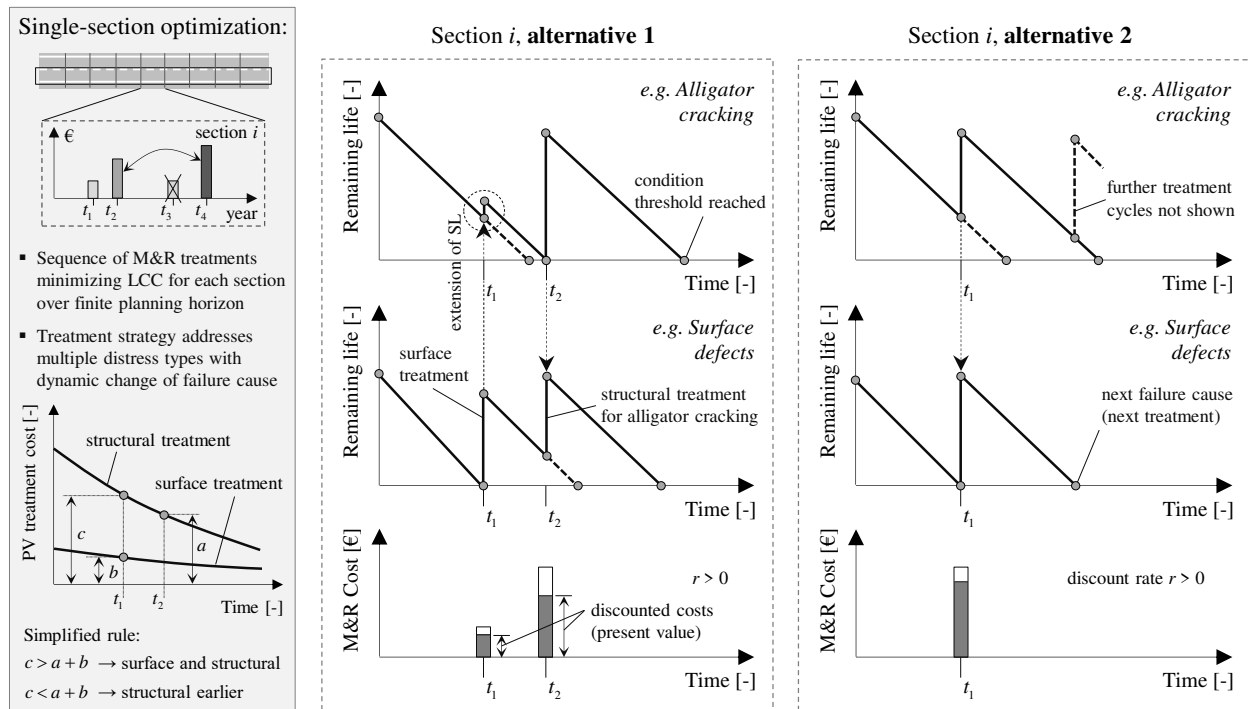 Single-section optimization:
€
section i
t1
t2
t3
t4
year
▪ Sequence of M&R treatments
minimizing LCC for each section
over finite planning horizon
▪ Treatment strategy addresses
multiple distress types with
dynamic change of failure cause
PV treatment cost [-]
structural treatment
surface treatment
c
b
a
t1
t2
Time [-]
Simplified rule:
c > a + b → surface and structural
c < a + b → structural earlier
Section i, alternative 1
Remaining life [-]
e.g. Alligator
cracking
condition
threshold reached
extension of SL
t1
t2
Time [-]
Remaining life [-]
e.g. Surface
defects
surface
treatment
structural treatment
for alligator cracking
t1
t2
Time [-]
M&R Cost [€]
r > 0
discounted costs
(present value)
t1
t2
Time [-]
Section i, alternative 2
Remaining life [-]
e.g. Alligator
cracking
further treatment
cycles not shown
t1
Time [-]
Remaining life [-]
e.g. Surface
defects
next failure cause
(next treatment)
t1
Time [-]
M&R Cost [€]
discount rate r > 0
t1
Time [-]